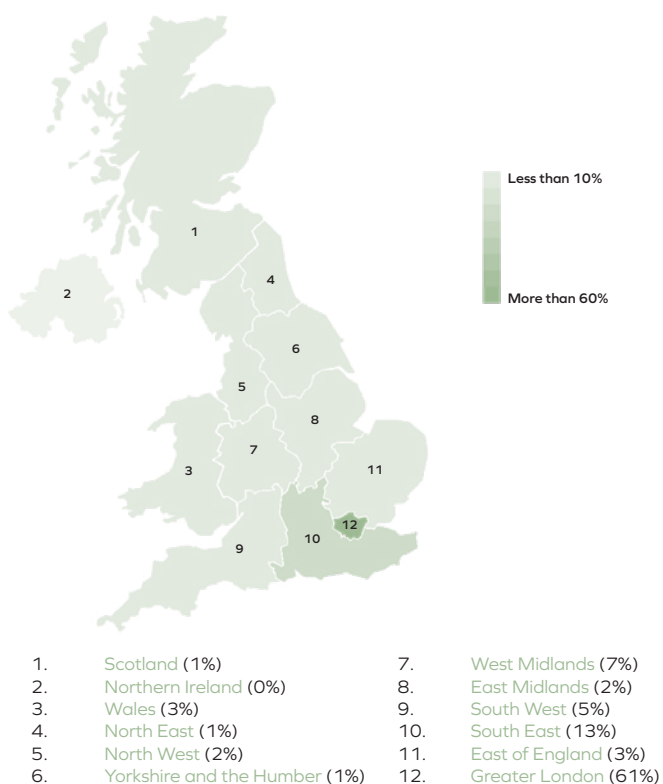 Less than 10%
More than 60%
1
2
4
6
5
8
7
3
11
12
10
9
1. Scotland (1%)
2. Northern Ireland (0%)
3. Wales (3%)
4. North East (1%)
5. North West (2%)
6. Yorkshire and the Humber (1%)
7. West Midlands (7%)
8. East Midlands (2%)
9. South West (5%)
10. South East (13%)
11. East of England (3%)
12. Greater London (61%)